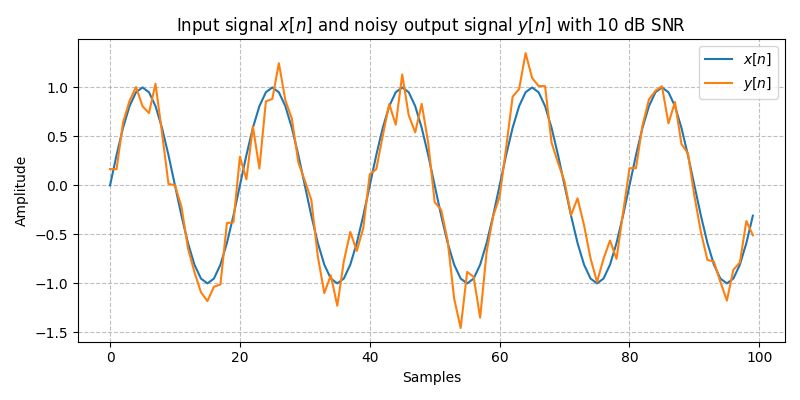 Input signal x[n] and noisy output signal y[n] with 10 dB SNR
x[n]
y[n]
1.0
0.5
0.0
−0.5
−1.0
−1.5
Amplitude
0 20 40 60 80 100
Samples